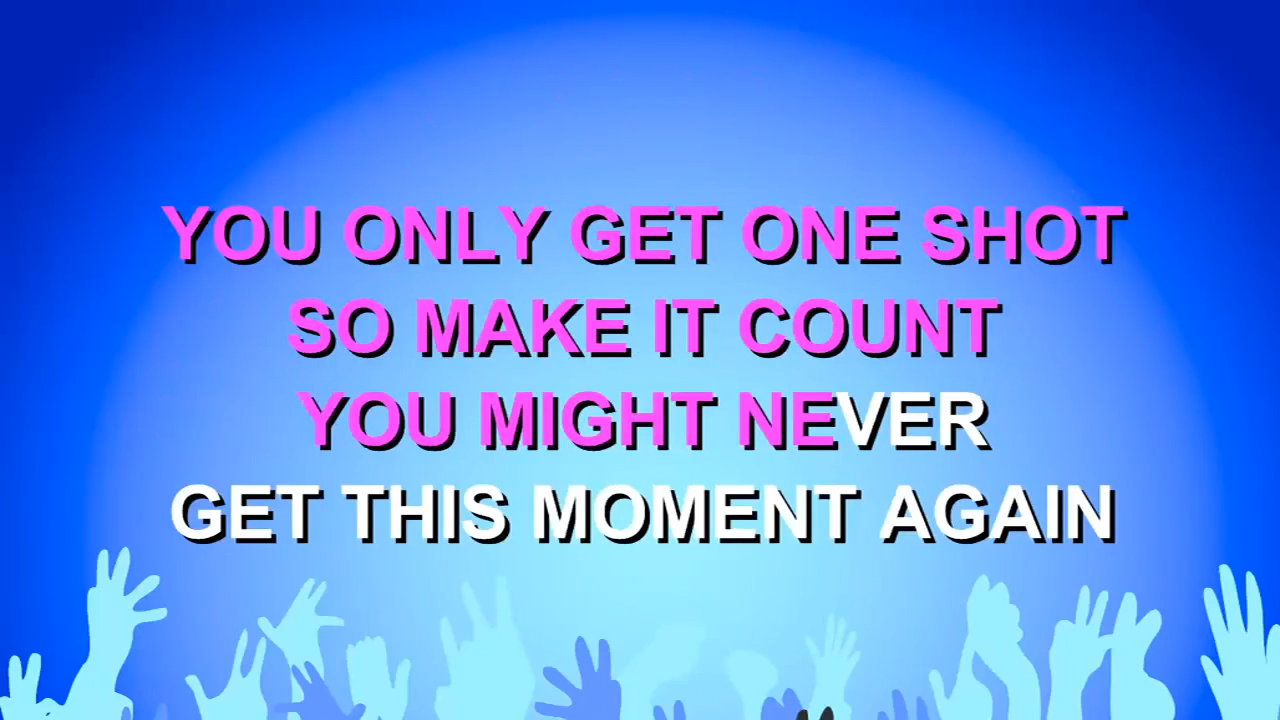 YOU ONLY GET ONE SHOT
SO MAKE IT COUNT
YOU MIGHT NEVER
GET THIS MOMENT AGAIN